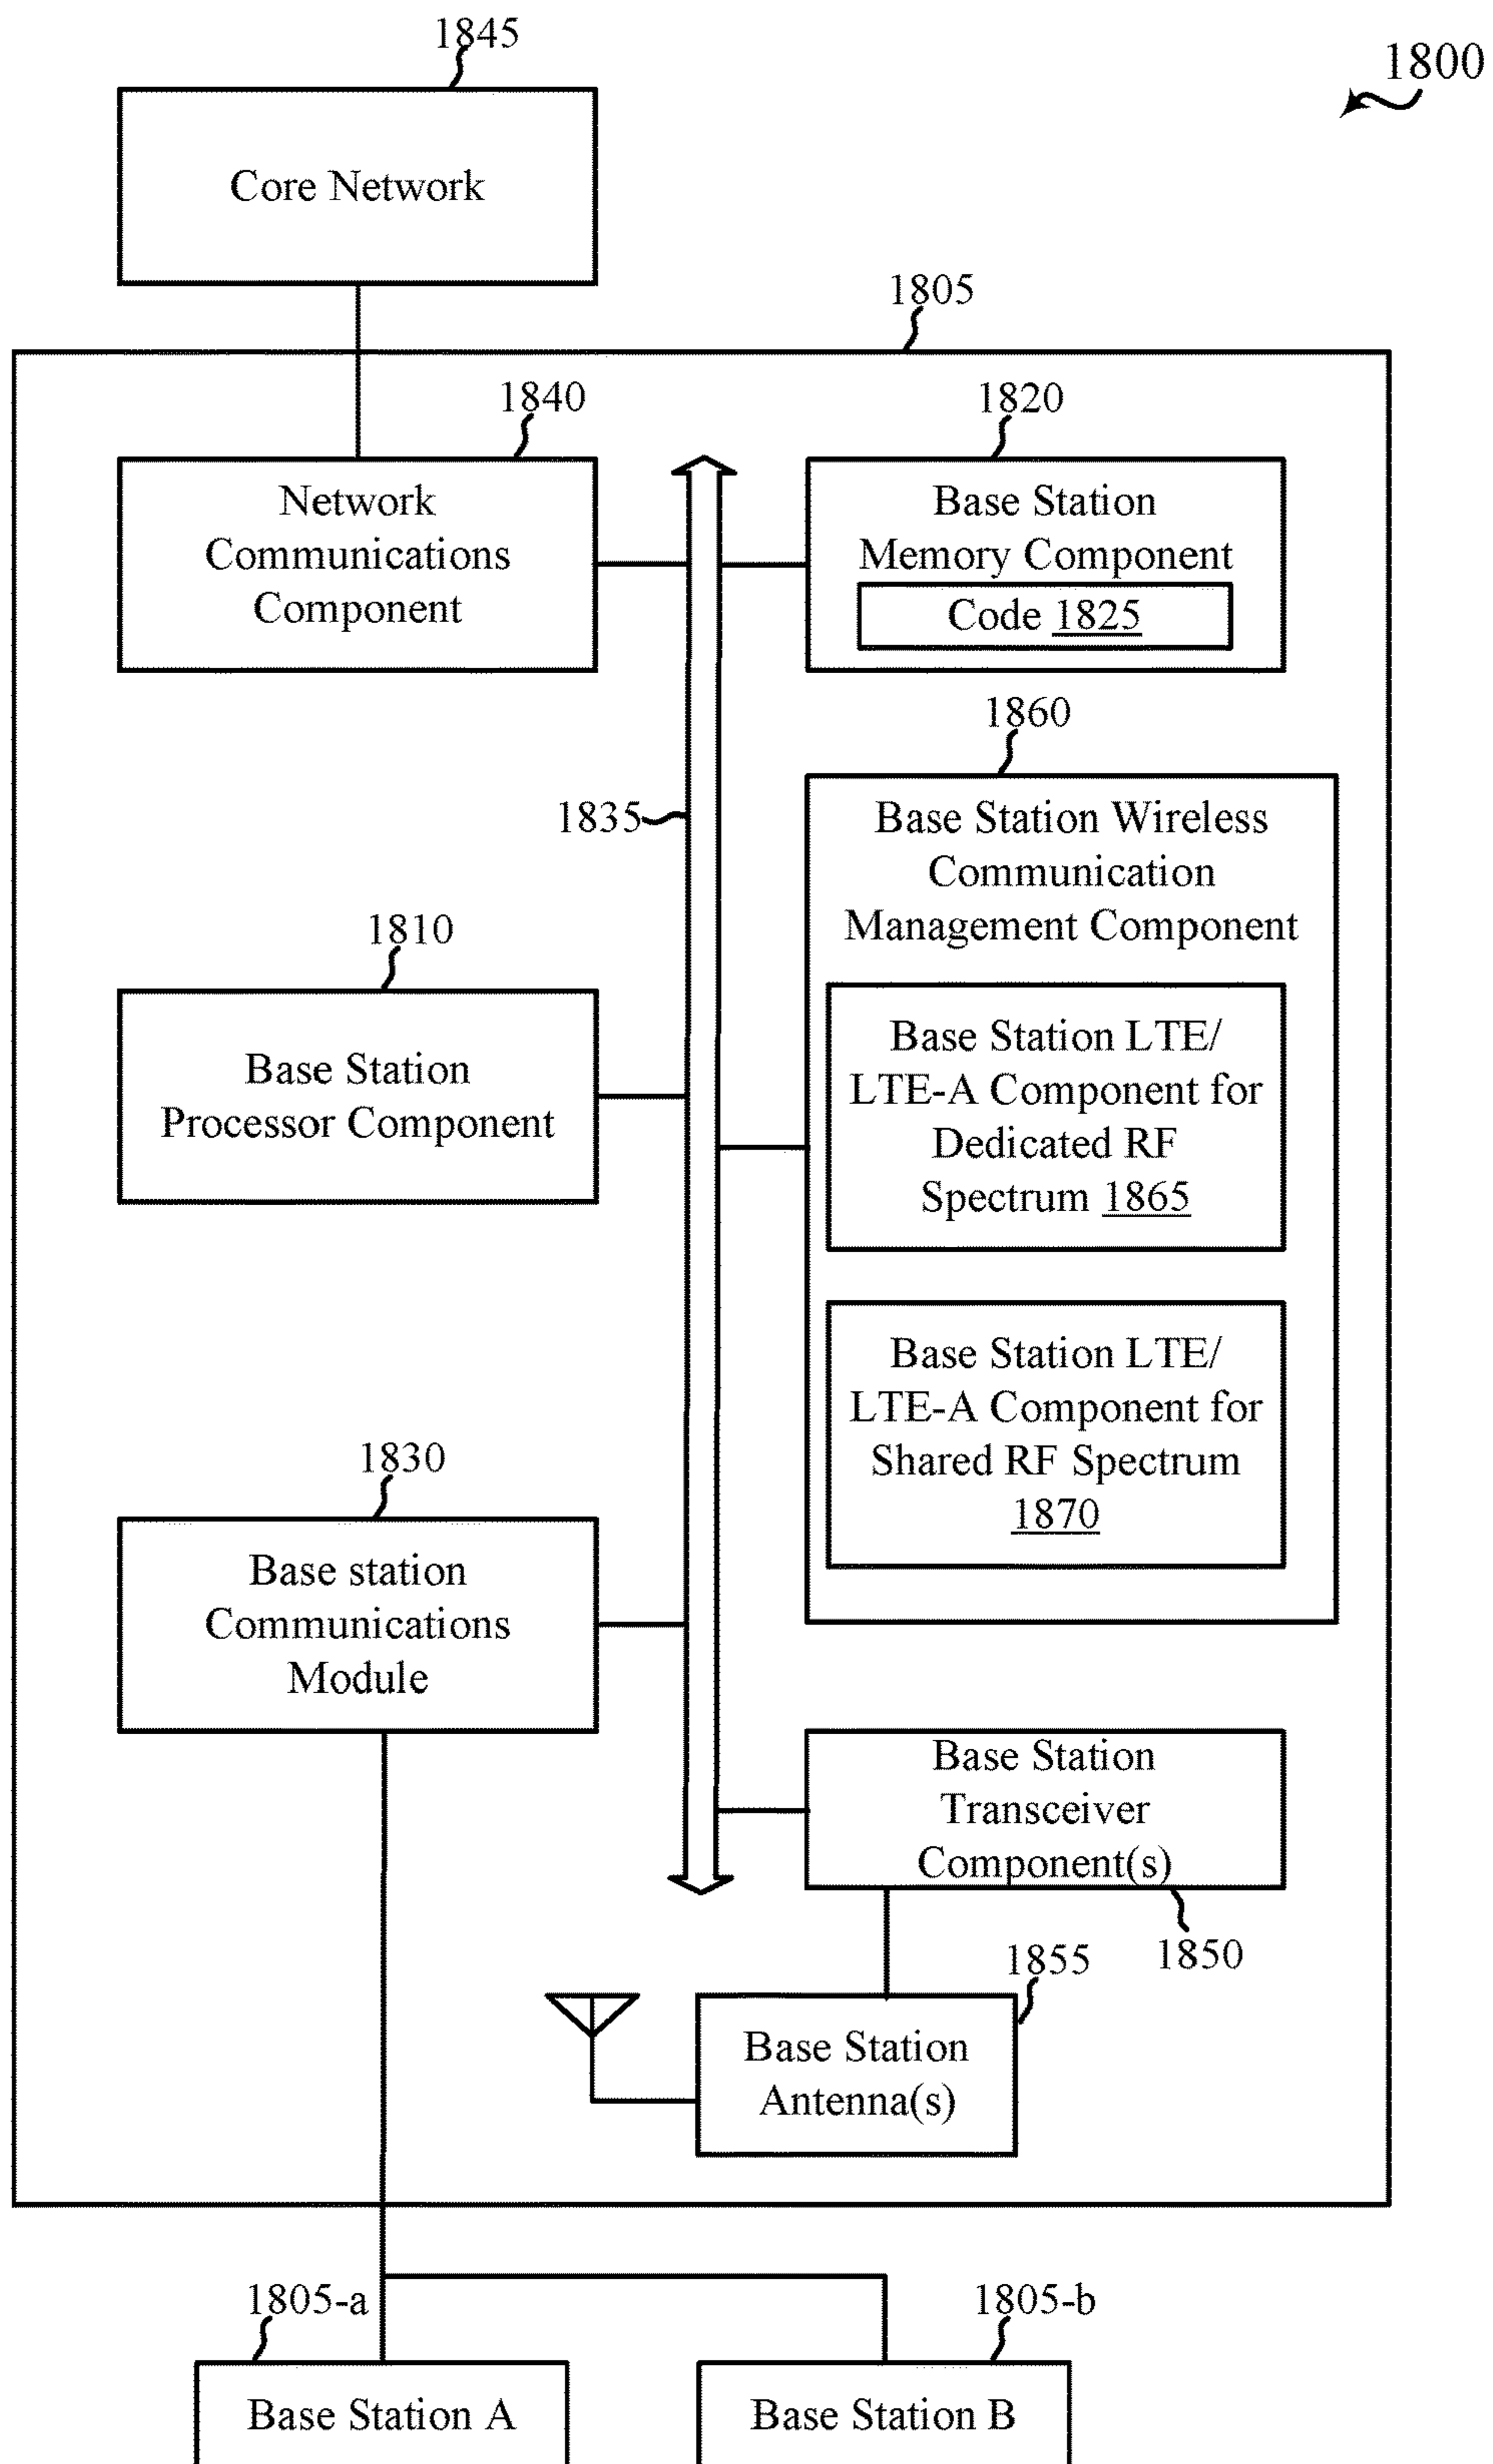 1845
1800
Core Network
1805
1840
Network
Communications
Component
1820
Base Station
Memory Component
Code 1825
1835
1860
Base Station Wireless
Communication
Management Component
Base Station LTE/
LTE-A Component for
Dedicated RF
Spectrum 1865
Base Station LTE/
LTE-A Component for
Shared RF Spectrum
1870
1810
Base Station
Processor Component
1830
Base station
Communications
Module
Base Station
Transceiver
Component(s)
1850
1855
Base Station
Antenna(s)
1805-a
Base Station A
1805-b
Base Station B